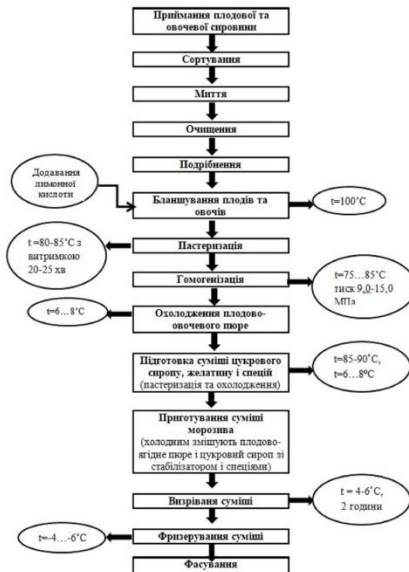 Приймання плодової та
овочевої сировини
Сортування
Миття
Очищення
Подрібнення
Додавання
лимонної
кислоти
Бланшування плодів та
овочів
t=100˚C
Пастеризація
t =80-85˚C з
витримкою
20-25 хв
Гомогенізація
t=75…85˚C
тиск 9,0-15,0
МПа
Охолодження плодово-
овочевого пюре
t=6…8˚C
Підготовка суміші цукрового
сиропу, желатину і спецій
(пастеризація та охолодження)
t=85-90˚C,
t=6…8ºC
Приготування суміші
морозива
(холодним змішують плодово-
ягідне пюре і цукровий сироп зі
стабілізатором і спеціями)
Визріваня суміші
t = 4-6˚C,
2 години
Фризерування суміші
t=-4…-6˚C
Фасування